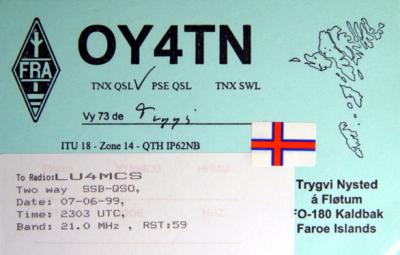 OY4TN
FRA
TNX QSL PSE QSL TNX SWL
Vy 73 de Trygvi
ITU 18 - Zone 14 - QTH IP62NB
To Radio: LU4MCS
Two way SSB-QSO,
Date: 07-06-99,
Time: 2303 UTC,
Band: 21.0 MHz , RST:59
Trygvi Nysted
á Fløtum
FO-180 Kaldbak
Faroe Islands